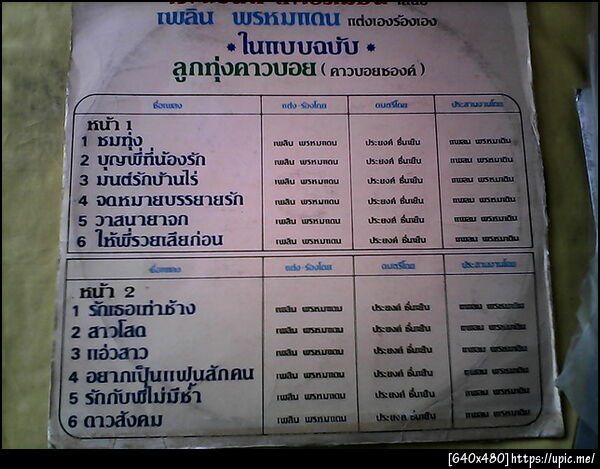 เพลิน พรหมแดน แต่งเองร้องเอง
* ในแบบฉบับ *
ลูกทุ่งคาวบอย ( คาวบอยซองค์ )
ชื่อเพลง แต่ง-ร้องโดย ดนตรีโดย ประสานงานโดย
หน้า 1
1 ชมทุ่ง เพลิน พรหมแดน ประยงค์ ชื่นเย็น แพลม พรหมเดิน
2 บุญพี่ที่น้องรัก เพลิน พรหมแดน ประยงค์ ชื่นเย็น แพลม พรหมเดิน
3 มนต์รักบ้านไร่ เพลิน พรหมแดน ประยงค์ ชื่นเย็น แพลม พรหมเดิน
4 จดหมายบรรยายรัก เพลิน พรหมแดน ประยงค์ ชื่นเย็น แพลม พรหมเดิน
5 วาสนายาจก เพลิน พรหมแดน ประยงค์ ชื่นเย็น แพลม พรหมเดิน
6 ให้พี่รวยเสียก่อน เพลิน พรหมแดน ประยงค์ ชื่นเย็น แพลม พรหมเดิน
ชื่อเพลง แต่ง-ร้องโดย ดนตรีโดย ประสานงานโดย
หน้า 2
1 รักเธอเท่าช้าง เพลิน พรหมแดน ประยงค์ ชื่นเย็น แพลม พรหมเดิน
2 สาวโสด เพลิน พรหมแดน ประยงค์ ชื่นเย็น แพลม พรหมเดิน
3 แอ่วสาว เพลิน พรหมแดน ประยงค์ ชื่นเย็น แพลม พรหมเดิน
4 อยากเป็นแฟนสักคน เพลิน พรหมแดน ประยงค์ ชื่นเย็น แพลม พรหมเดิน
5 รักกับพี่ไม่มีช้ำ เพลิน พรหมแดน ประยงค์ ชื่นเย็น แพลม พรหมเดิน
6 ดาวสังคม เพลิน พรหมแดน ประยงค์ ชื่นเย็น แพลม พรหมเดิน
[640x480]https://upic.me/